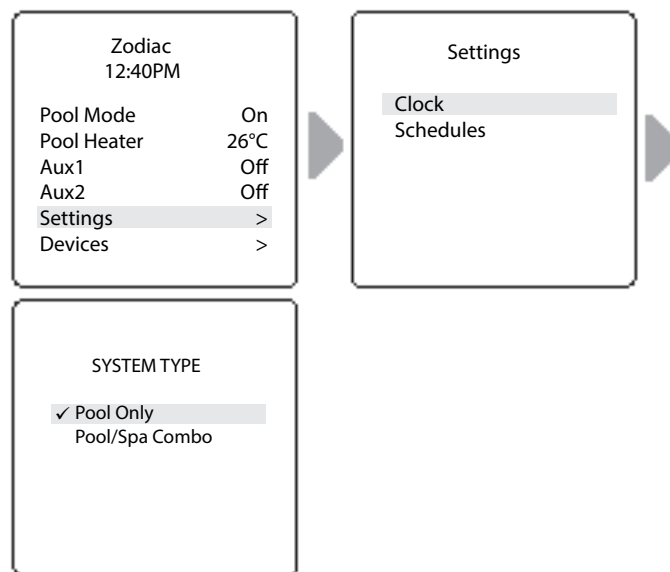 Zodiac
12:40PM
Pool Mode On
Pool Heater 26°C
Aux1 Off
Aux2 Off
Settings >
Devices >
Settings
Clock
Schedules
SYSTEM TYPE
✓ Pool Only
Pool/Spa Combo